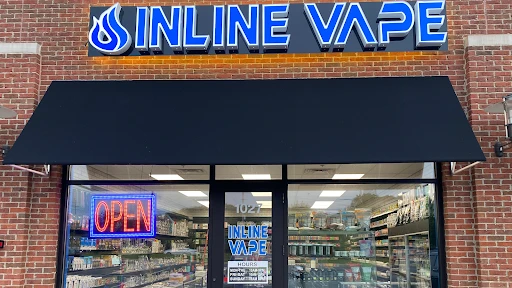 INLINE VAPE
OPEN
1027
INLINE
VAPE
HOURS